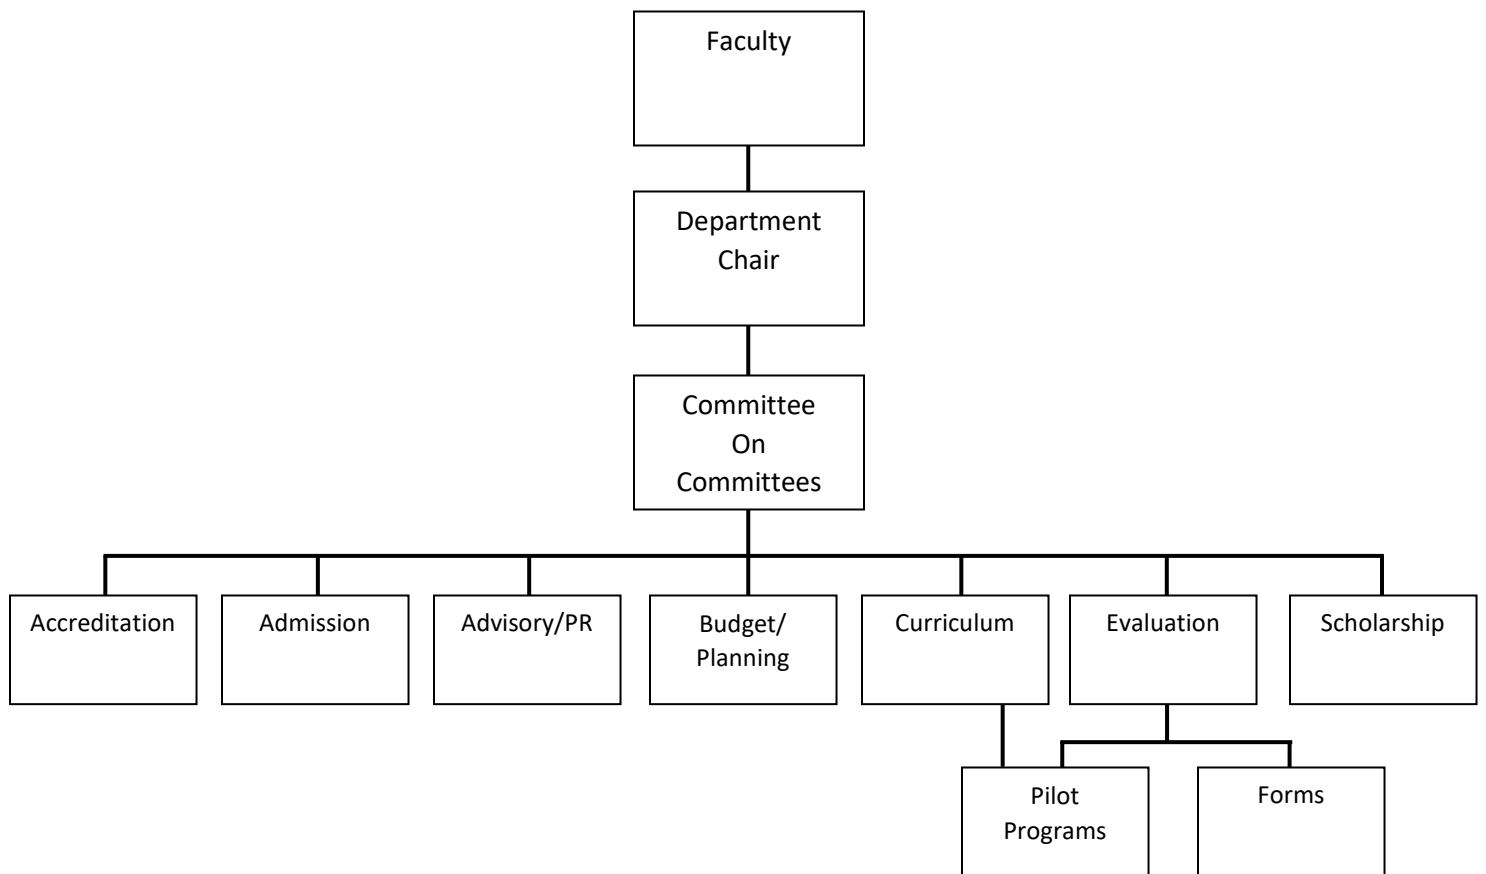 Faculty
Department
Chair
Committee
On
Committees
Accreditation
Admission
Advisory/PR
Budget/
Planning
Curriculum
Evaluation
Scholarship
Pilot
Programs
Forms